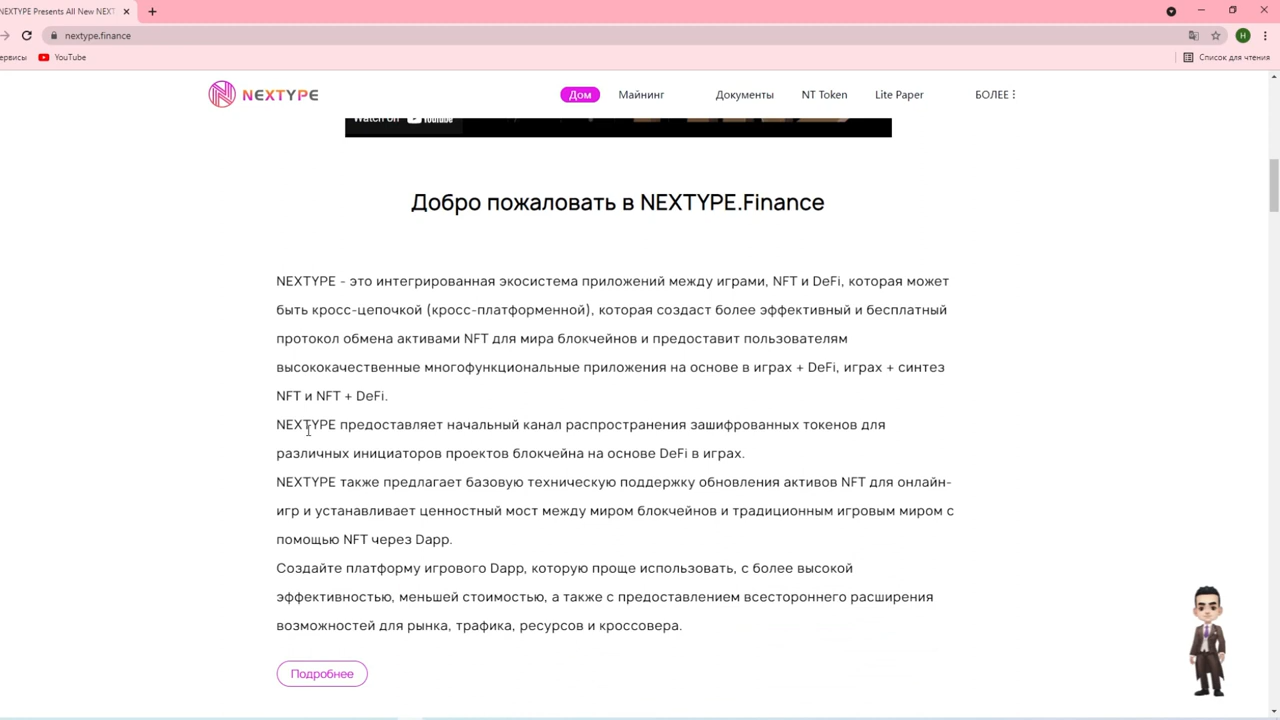 NEXTYPE Presents All New NEXT
nextype.finance
H
ервисы
YouTube
Список для чтения
NEXTYPE
Дом
Майнинг
Документы
NT Token
Lite Paper
БОЛЕЕ
Watch on YouTube
Добро пожаловать в NEXTYPE.Finance
NEXTYPE - это интегрированная экосистема приложений между играми, NFT и DeFi, которая может
быть кросс-цепочкой (кросс-платформенной), которая создаст более эффективный и бесплатный
протокол обмена активами NFT для мира блокчейнов и предоставит пользователям
высококачественные многофункциональные приложения на основе в играх + DeFi, играх + синтез
NFT и NFT + DeFi.
NEXTYPE предоставляет начальный канал распространения зашифрованных токенов для
различных инициаторов проектов блокчейна на основе DeFi в играх.
NEXTYPE также предлагает базовую техническую поддержку обновления активов NFT для онлайн-
игр и устанавливает ценностный мост между миром блокчейнов и традиционным игровым миром с
помощью NFT через Dapp.
Создайте платформу игрового Dapp, которую проще использовать, с более высокой
эффективностью, меньшей стоимостью, а также с предоставлением всестороннего расширения
возможностей для рынка, трафика, ресурсов и кроссовера.
Подробнее